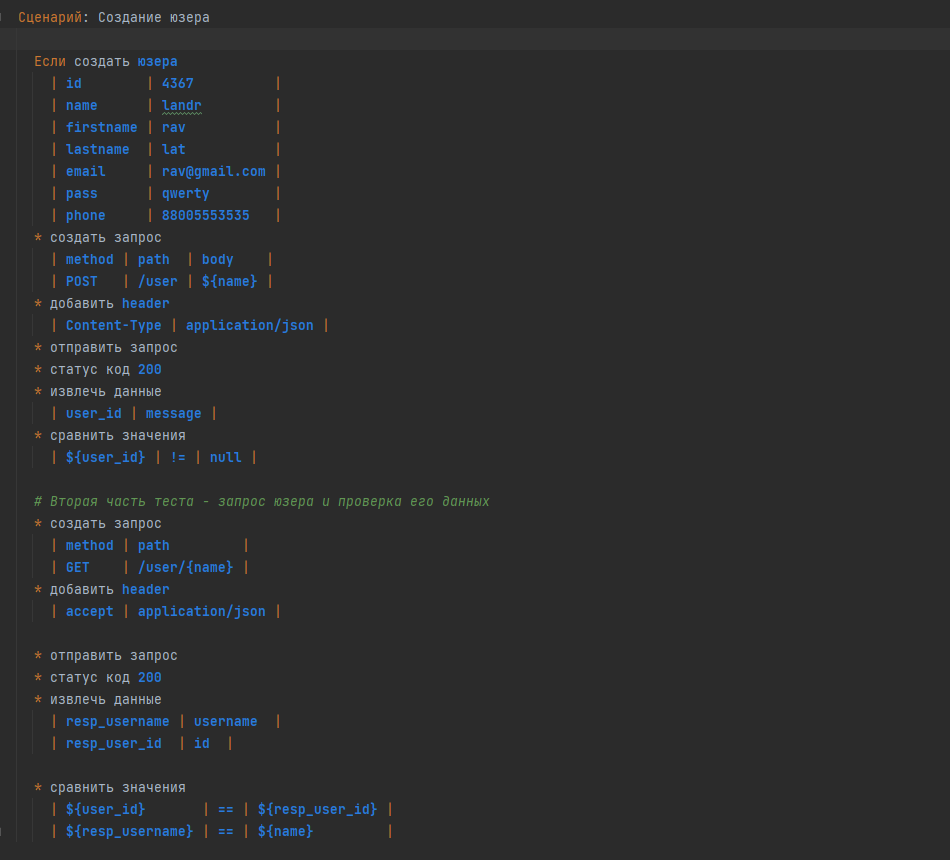 Сценарий: Создание юзера
Если создать юзера
| id | 4367 |
| name | landr |
| firstname | rav |
| lastname | lat |
| email | rav@gmail.com |
| pass | qwerty |
| phone | 88005553535 |
* создать запрос
| method | path | body |
| POST | /user | ${name} |
* добавить header
| Content-Type | application/json |
* отправить запрос
* статус код 200
* извлечь данные
| user_id | message |
* сравнить значения
| ${user_id} | != | null |
# Вторая часть теста - запрос юзера и проверка его данных
* создать запрос
| method | path |
| GET | /user/{name} |
* добавить header
| accept | application/json |
* отправить запрос
* статус код 200
* извлечь данные
| resp_username | username |
| resp_user_id | id |
* сравнить значения
| ${user_id} | == | ${resp_user_id} |
| ${resp_username} | == | ${name} |